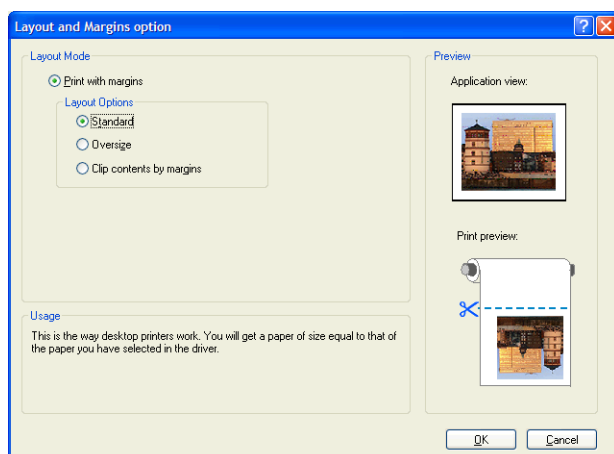 Layout and Margins option
Layout Mode
Print with margins
Layout Options
Standard
Oversize
Clip contents by margins
Usage
This is the way desktop printers work. You will get a paper of size equal to that of
the paper you have selected in the driver.
Preview
Application view:
Print preview:
OK
Cancel